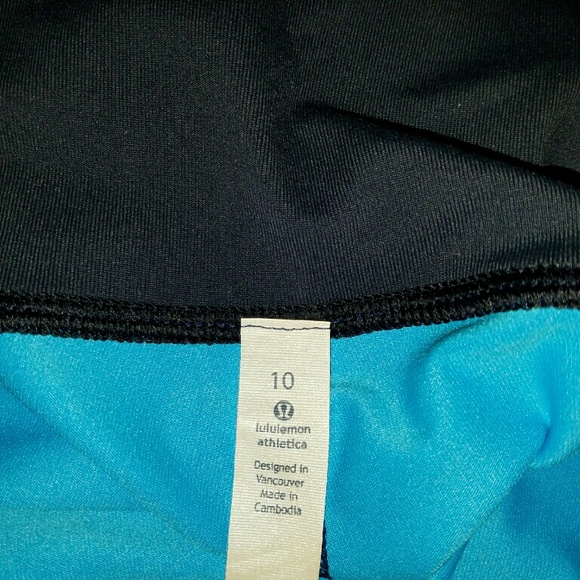 10
lululemon
athletica
Designed in
Vancouver
Made in
Cambodia